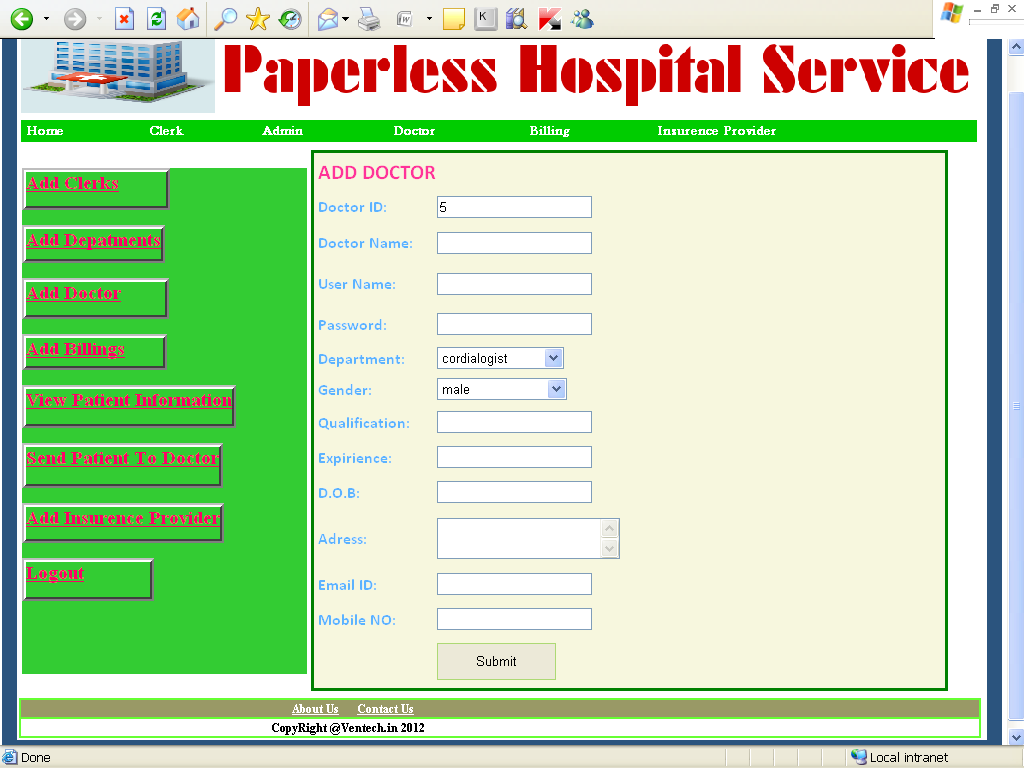 Paperless Hospital Service
Home Clerk Admin Doctor Billing Insurence Provider
Add Clerks
Add Depatments
Add Doctor
Add Billings
View Patient Information
Send Patient To Doctor
Add Insurence Provider
Logout
ADD DOCTOR
Doctor ID: 5
Doctor Name:
User Name:
Password:
Department: cordialogist
Gender: male
Qualification:
Expirience:
D.O.B:
Adress:
Email ID:
Mobile NO:
Submit
About Us Contact Us
CopyRight @Ventech.in 2012
Done Local intranet